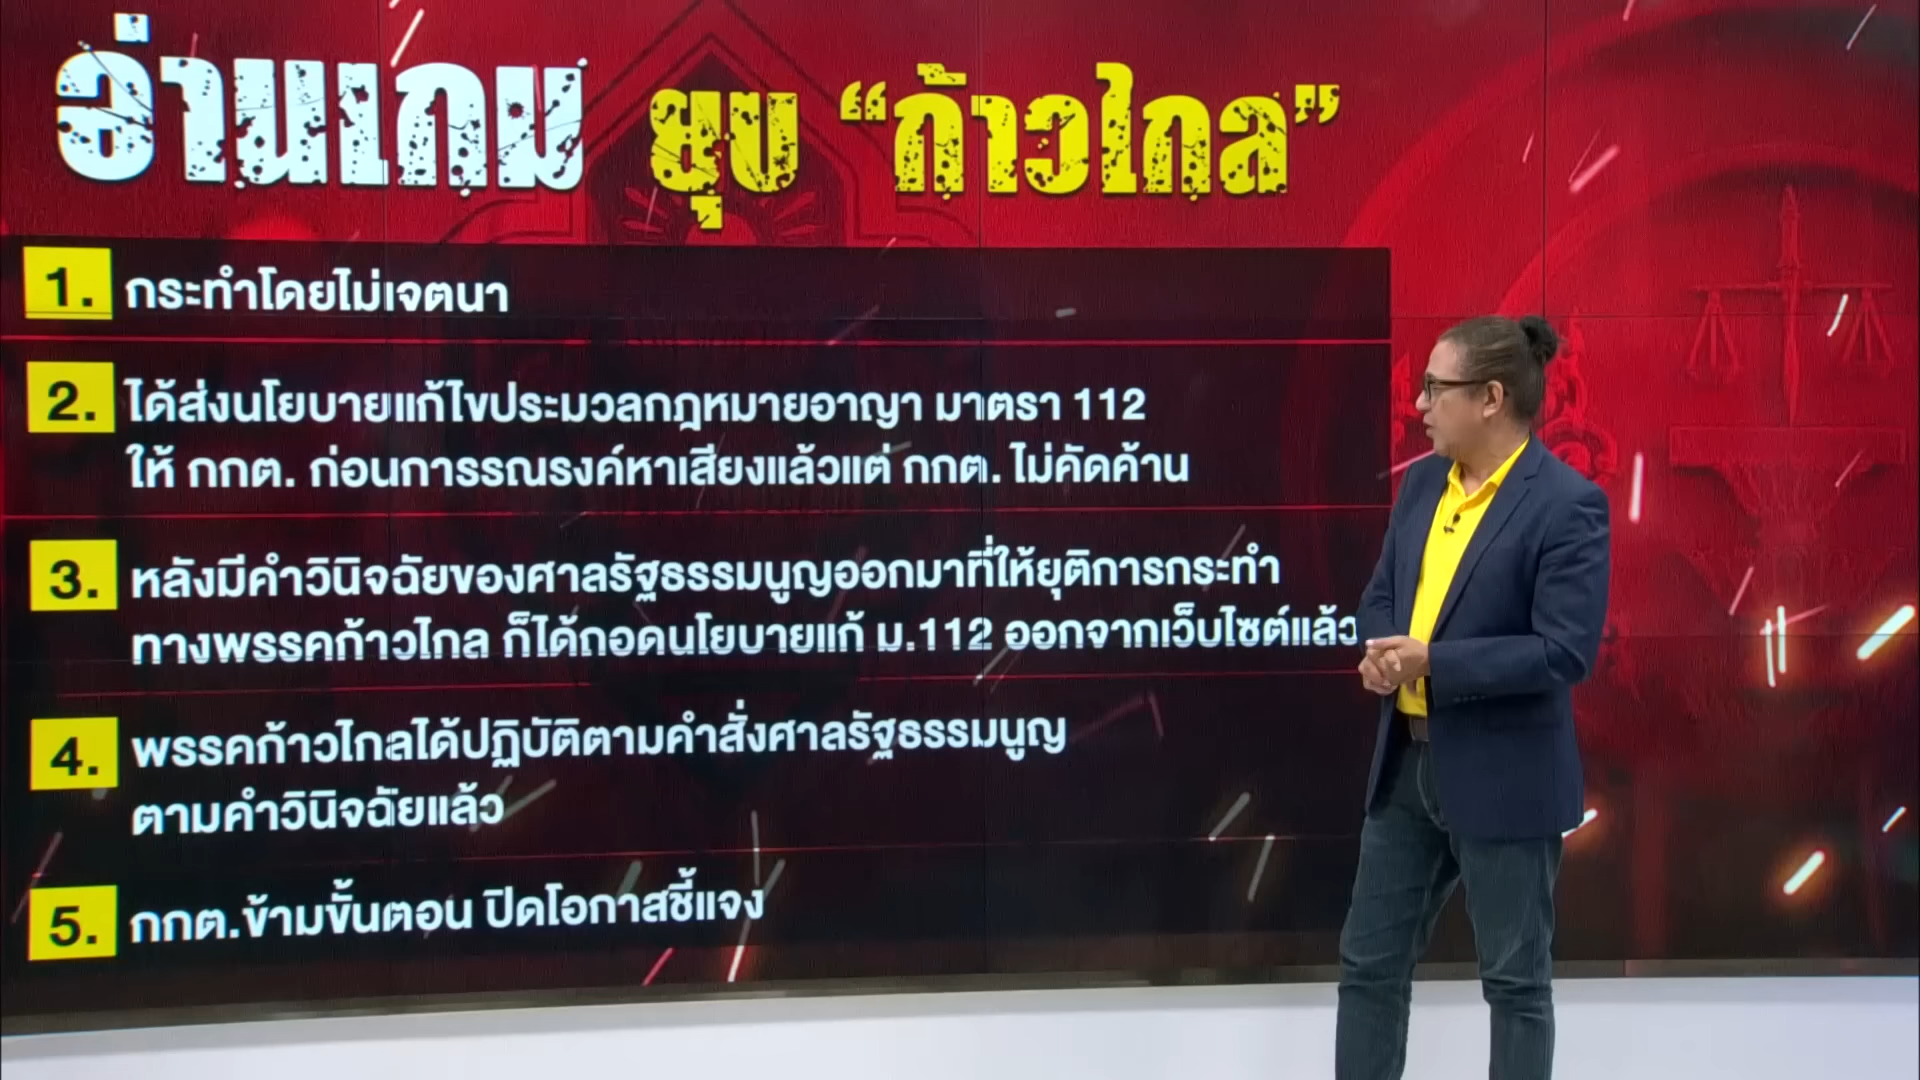 อ่านเกม ยุบ “ก้าวไกล”
1. กระทำโดยไม่เจตนา
2. ได้ส่งนโยบายแก้ไขประมวลกฎหมายอาญา มาตรา 112
ให้ กกต. ก่อนการรณรงค์หาเสียงแล้วแต่ กกต. ไม่คัดค้าน
3. หลังมีคำวินิจฉัยของศาลรัฐธรรมนูญออกมาที่ให้ยุติการกระทำ
ทางพรรคก้าวไกล ก็ได้ถอดนโยบายแก้ ม.112 ออกจากเว็บไซต์แล้ว
4. พรรคก้าวไกลได้ปฏิบัติตามคำสั่งศาลรัฐธรรมนูญ
ตามคำวินิจฉัยแล้ว
5. กกต.ข้ามขั้นตอน ปิดโอกาสชี้แจง